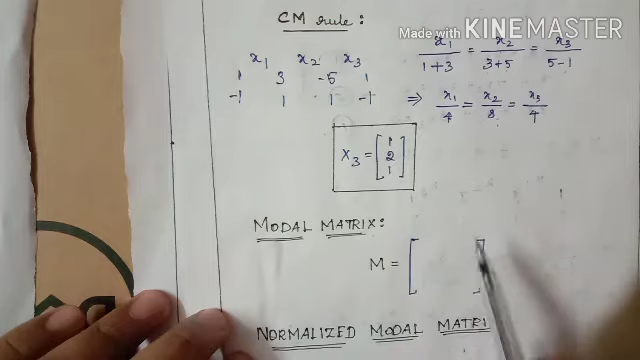 CM rule:
Made with KINEMASTER
x₁ x₂ x₃
1 3 -5 1
-1 1 1 -1
x₁/1+3 = x₂/3+5 = x₃/5-1
⇒ x₁/4 = x₂/8 = x₃/4
X₃ = [1 2 1]
MODAL MATRIX:
M = [ ]
NORMALIZED MODAL MATRI